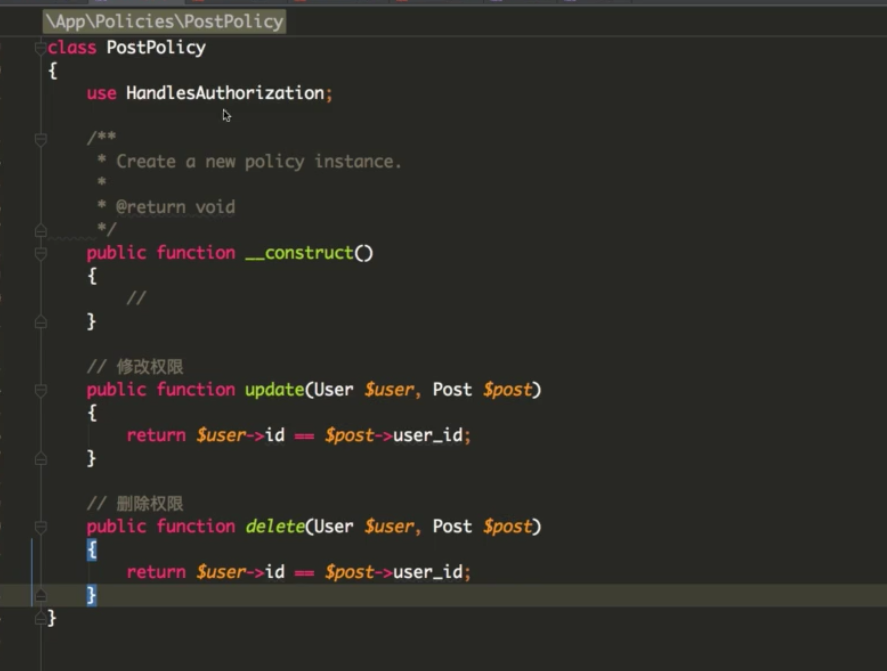 \App\Policies\PostPolicy
class PostPolicy
{
use HandlesAuthorization;
/**
* Create a new policy instance.
*
* @return void
*/
public function __construct()
{
//
}
// 修改权限
public function update(User $user, Post $post)
{
return $user->id == $post->user_id;
}
// 删除权限
public function delete(User $user, Post $post)
{
return $user->id == $post->user_id;
}
}